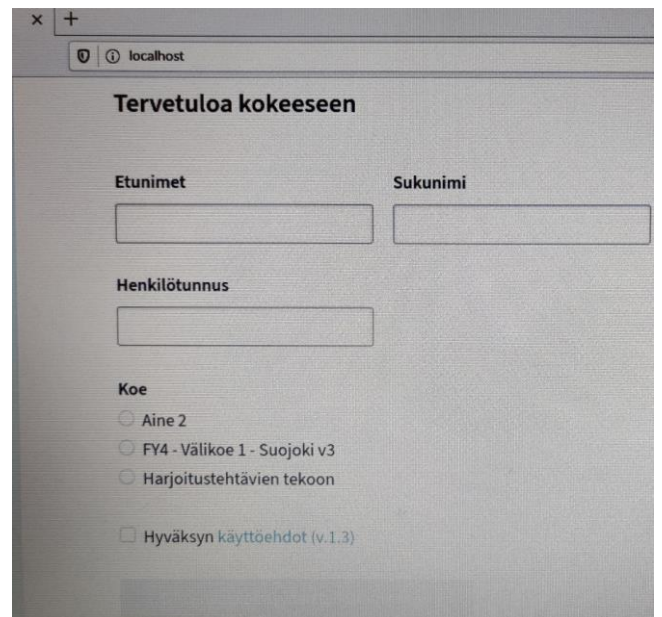 localhost
Tervetuloa kokeeseen
Etunimet Sukunimi
Henkilötunnus
Koe
Aine 2
FY4 - Välikoe 1 - Suojoki v3
Harjoitustehtävien tekoon
Hyväksyn käyttöehdot (v.1.3)